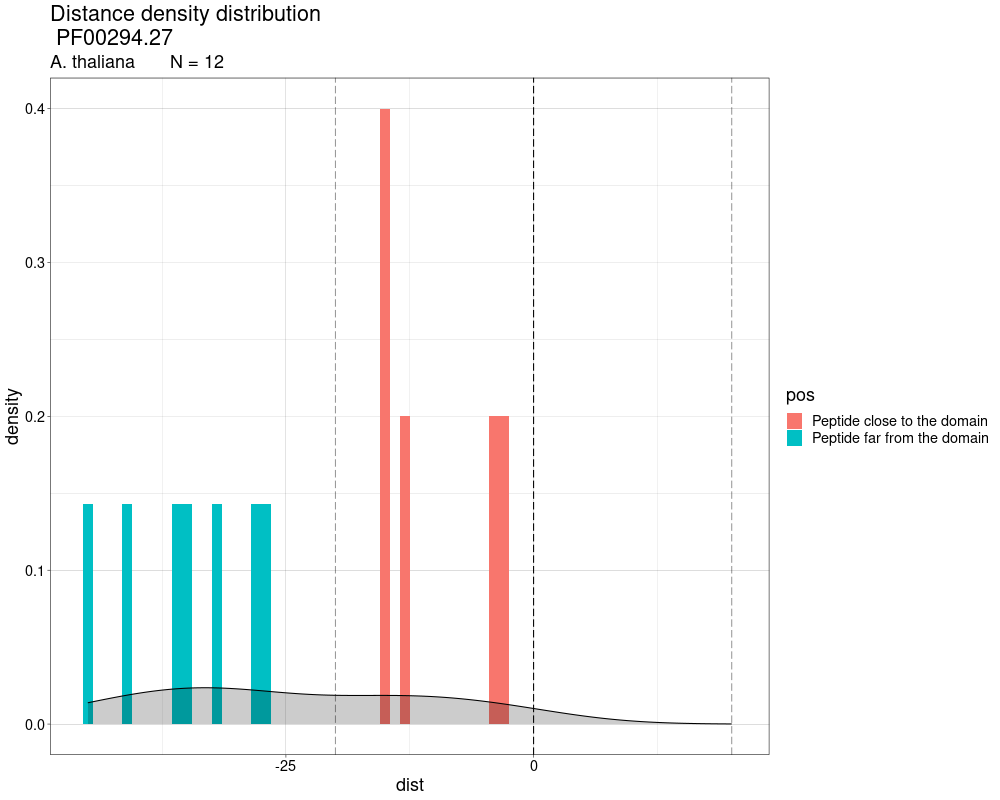 Distance density distribution
PF00294.27
A. thaliana N = 12
0.4
0.3
0.2
0.1
0.0
density
-25 0
dist
pos
Peptide close to the domain
Peptide far from the domain